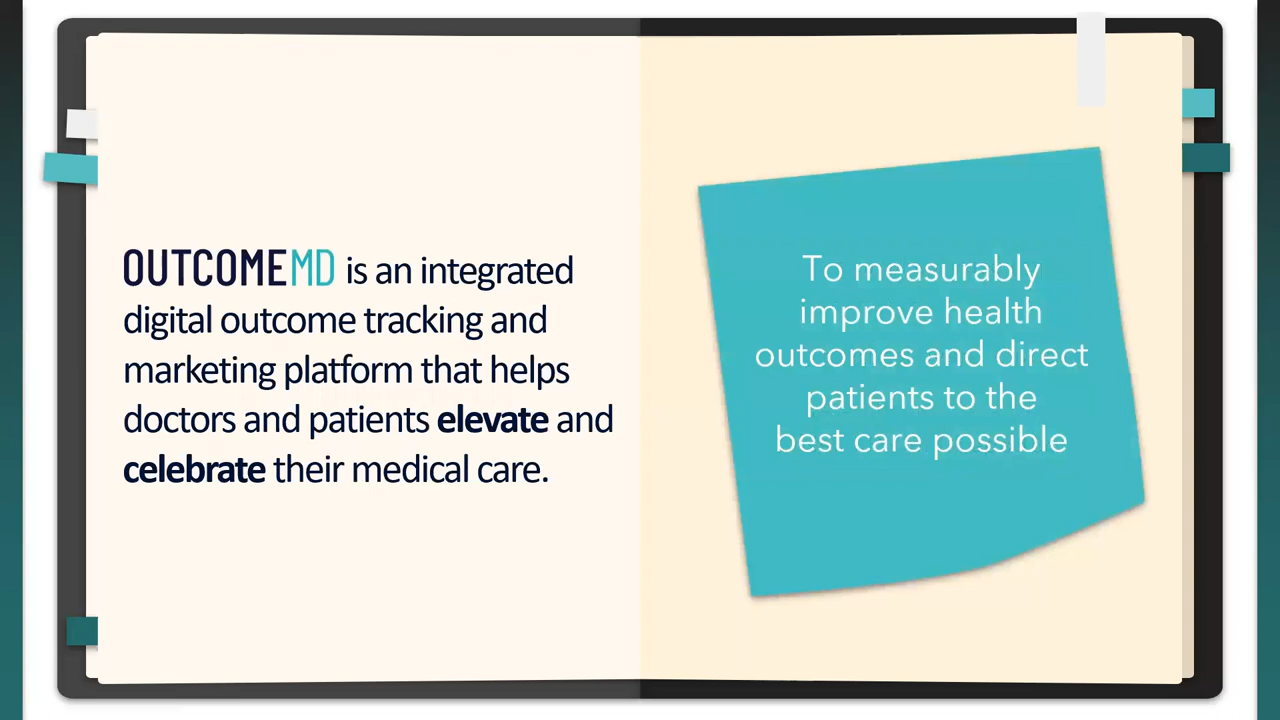 OUTCOMEMD is an integrated
digital outcome tracking and
marketing platform that helps
doctors and patients elevate and
celebrate their medical care.
To measurably
improve health
outcomes and direct
patients to the
best care possible